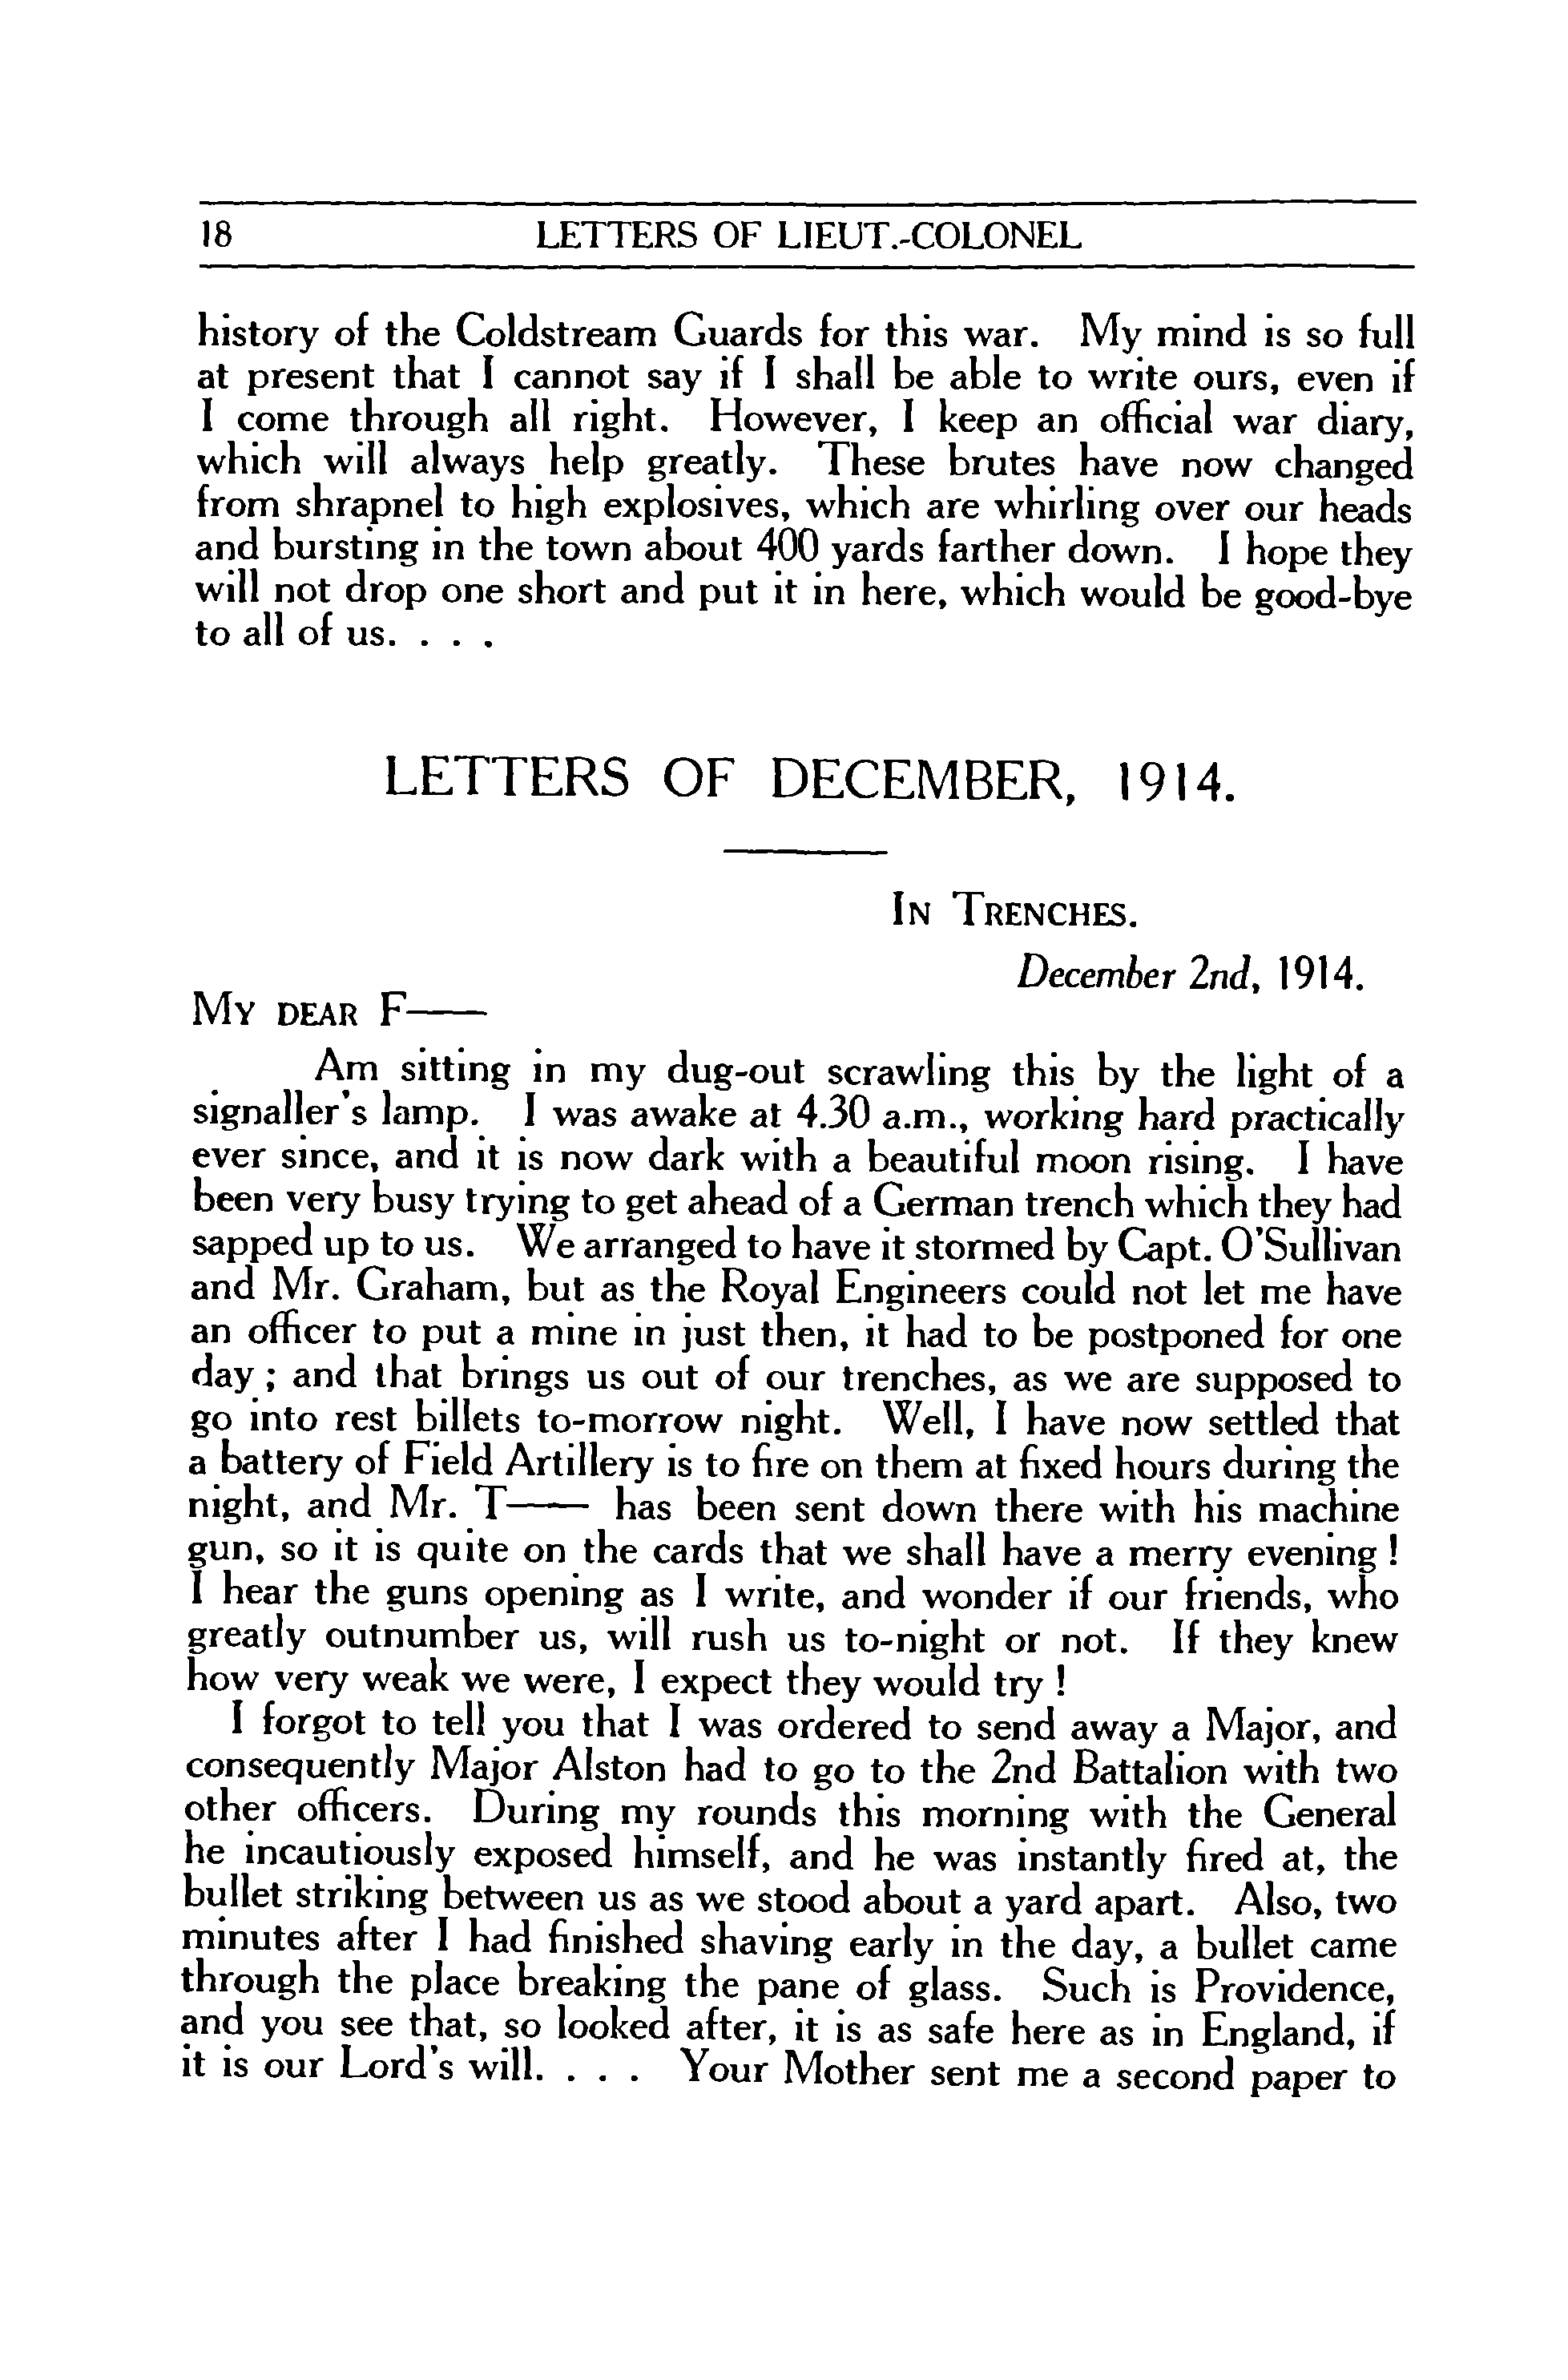 18 LETTERS OF LIEUT.-COLONEL
history of the Coldstream Guards for this war. My mind is so full
at present that I cannot say if I shall be able to write ours, even if
I come through all right. However, I keep an official war diary,
which will always help greatly. These brutes have now changed
from shrapnel to high explosives, which are whirling over our heads
and bursting in the town about 400 yards farther down. I hope they
will not drop one short and put it in here, which would be good-bye
to all of us. . . .
LETTERS OF DECEMBER, 1914.
In Trenches.
December 2nd, 1914.
My dear F——
Am sitting in my dug-out scrawling this by the light of a
signaller's lamp. I was awake at 4.30 a.m., working hard practically
ever since, and it is now dark with a beautiful moon rising. I have
been very busy trying to get ahead of a German trench which they had
sapped up to us. We arranged to have it stormed by Capt. O'Sullivan
and Mr. Graham, but as the Royal Engineers could not let me have
an officer to put a mine in just then, it had to be postponed for one
day ; and that brings us out of our trenches, as we are supposed to
go into rest billets to-morrow night. Well, I have now settled that
a battery of Field Artillery is to fire on them at fixed hours during the
night, and Mr. T—— has been sent down there with his machine
gun, so it is quite on the cards that we shall have a merry evening !
I hear the guns opening as I write, and wonder if our friends, who
greatly outnumber us, will rush us to-night or not. If they knew
how very weak we were, I expect they would try !
I forgot to tell you that I was ordered to send away a Major, and
consequently Major Alston had to go to the 2nd Battalion with two
other officers. During my rounds this morning with the General
he incautiously exposed himself, and he was instantly fired at, the
bullet striking between us as we stood about a yard apart. Also, two
minutes after I had finished shaving early in the day, a bullet came
through the place breaking the pane of glass. Such is Providence,
and you see that, so looked after, it is as safe here as in England, if
it is our Lord's will. . . . Your Mother sent me a second paper to